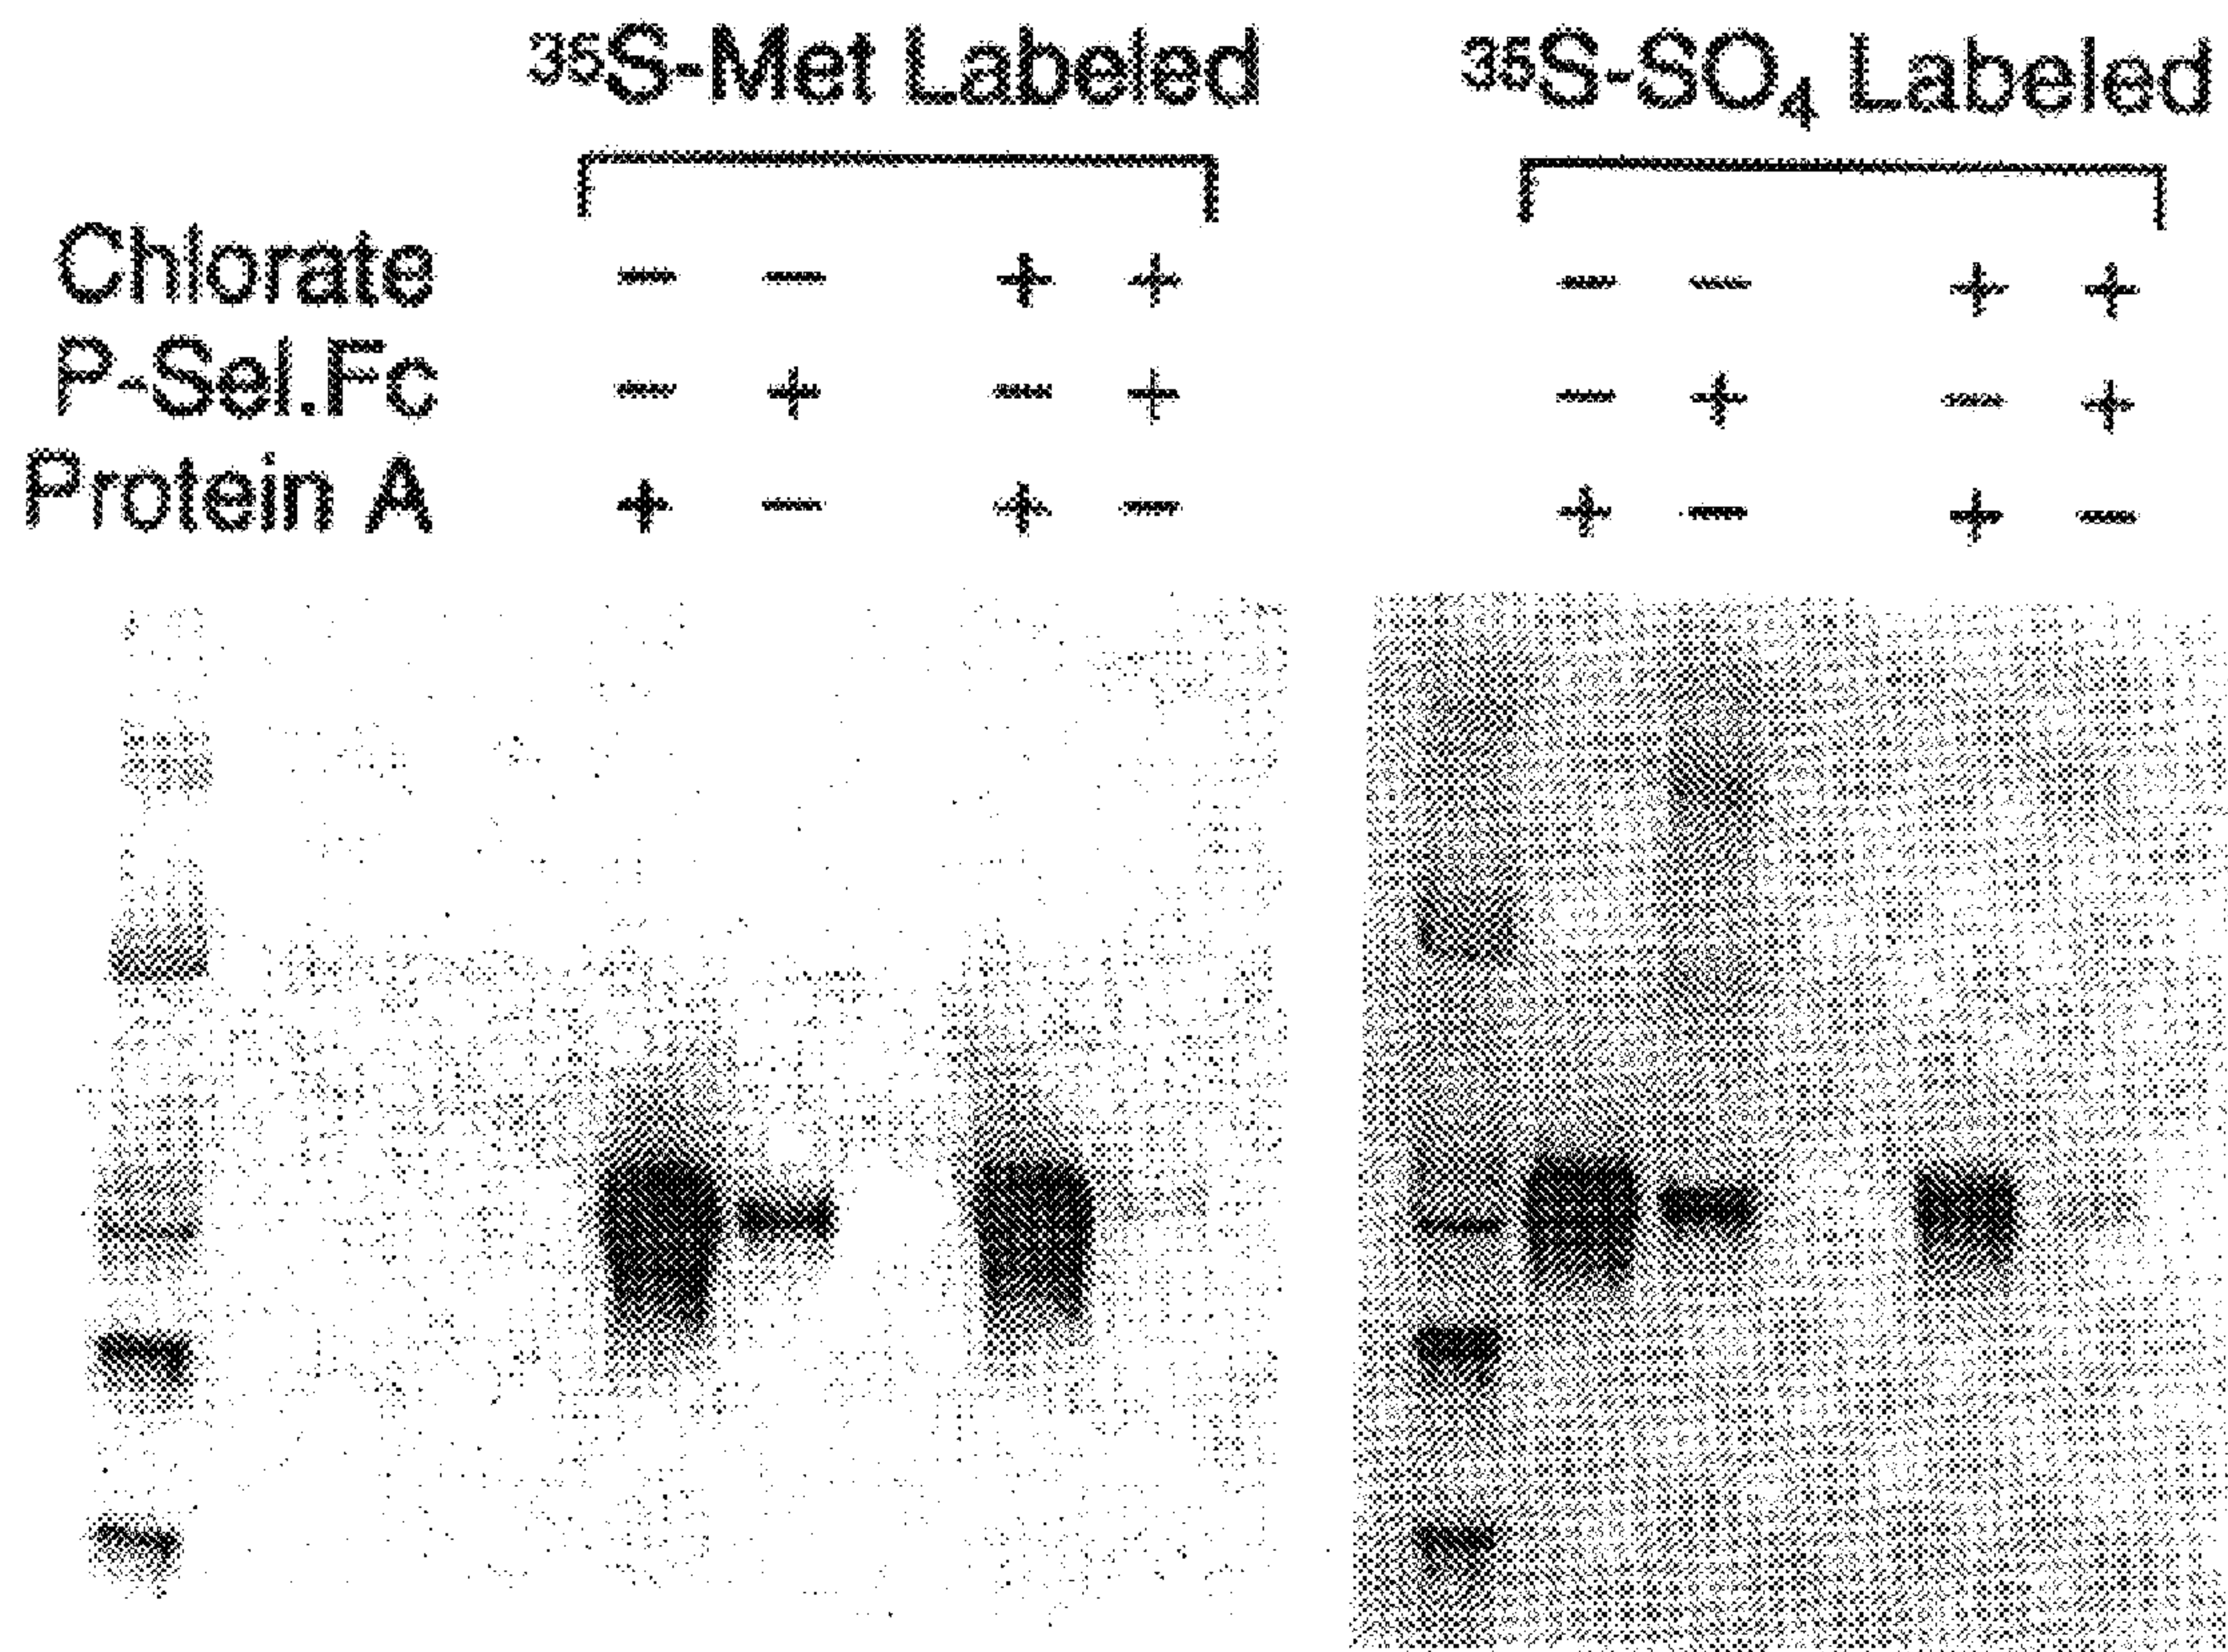 ³⁵S-Met Labeled ³⁵S-SO₄ Labeled
Chlorate – – + + – – + +
P-Sel.Fc – + – + – + – +
Protein A + – + – + – + –